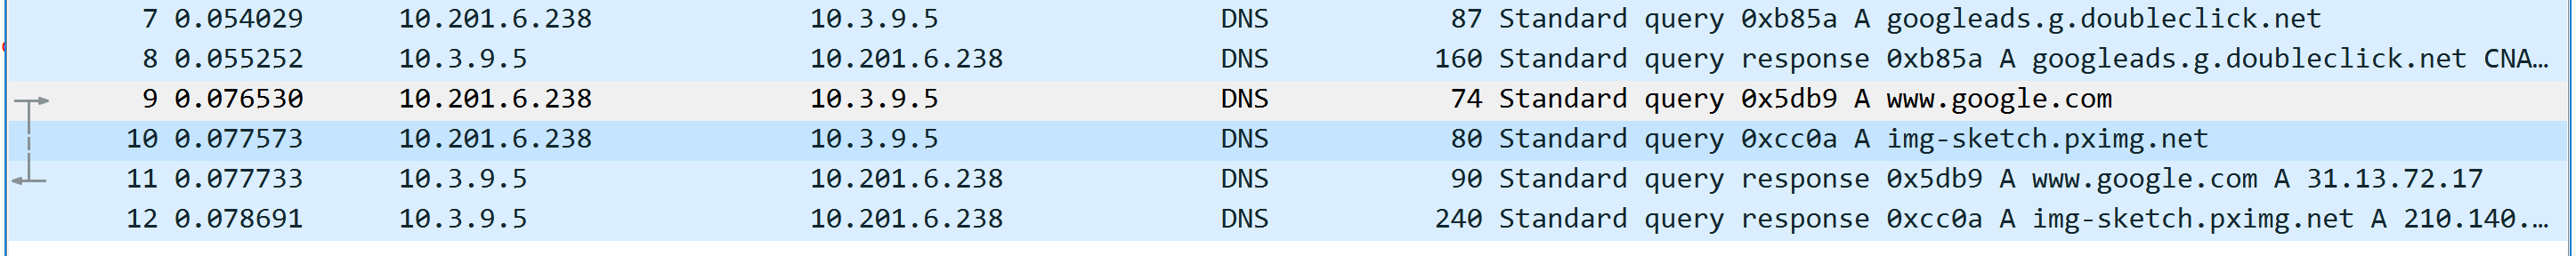 7 0.054029 10.201.6.238 10.3.9.5 DNS 87 Standard query 0xb85a A googleads.g.doubleclick.net
8 0.055252 10.3.9.5 10.201.6.238 DNS 160 Standard query response 0xb85a A googleads.g.doubleclick.net CNA…
9 0.076530 10.201.6.238 10.3.9.5 DNS 74 Standard query 0x5db9 A www.google.com
10 0.077573 10.201.6.238 10.3.9.5 DNS 80 Standard query 0xcc0a A img-sketch.pximg.net
11 0.077733 10.3.9.5 10.201.6.238 DNS 90 Standard query response 0x5db9 A www.google.com A 31.13.72.17
12 0.078691 10.3.9.5 10.201.6.238 DNS 240 Standard query response 0xcc0a A img-sketch.pximg.net A 210.140.…